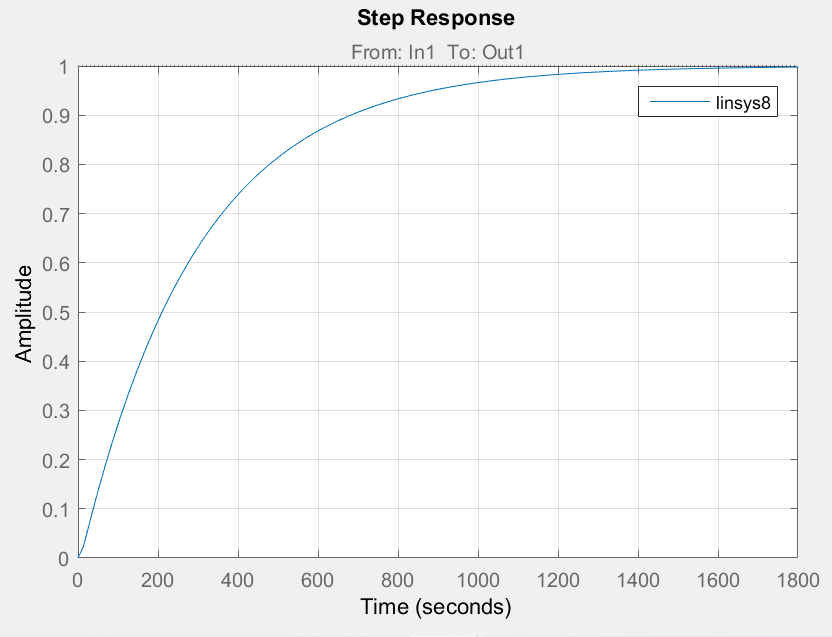 Step Response
From: In1 To: Out1
1
0.9
0.8
0.7
0.6
0.5
0.4
0.3
0.2
0.1
0
Amplitude
linsys8
0 200 400 600 800 1000 1200 1400 1600 1800
Time (seconds)